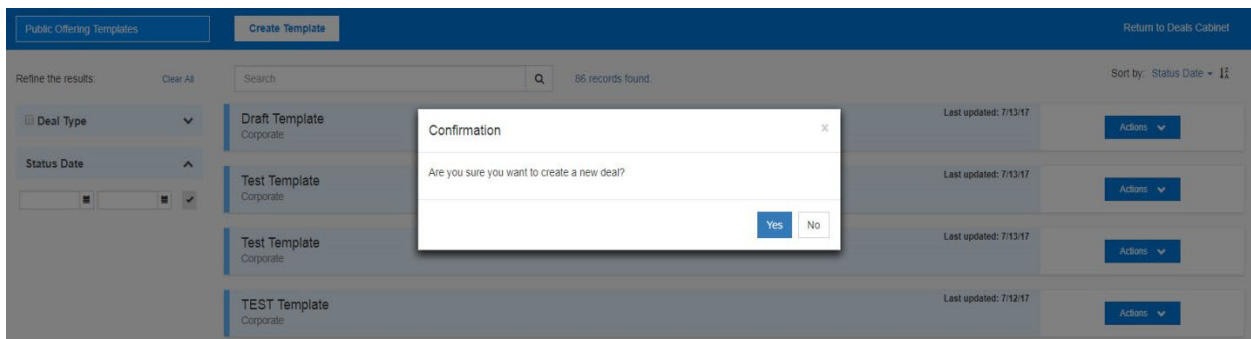 Public Offering Templates
Create Template
Return to Deals Cabinet
Refine the results:
Clear All
Search
86 records found.
Sort by: Status Date
Deal Type
Status Date
Draft Template
Corporate
Last updated: 7/13/17
Actions
Test Template
Corporate
Last updated: 7/13/17
Actions
Test Template
Corporate
Last updated: 7/13/17
Actions
TEST Template
Corporate
Last updated: 7/12/17
Actions
Confirmation
x
Are you sure you want to create a new deal?
Yes
No